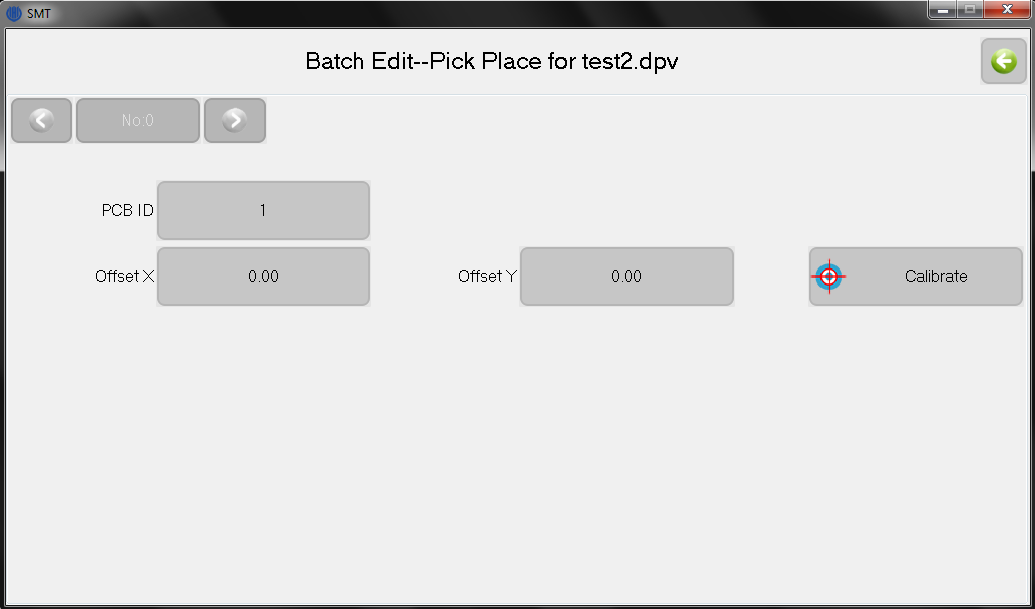 SMT
Batch Edit--Pick Place for test2.dpv
No:0
PCB ID 1
Offset X 0.00 Offset Y 0.00 Calibrate